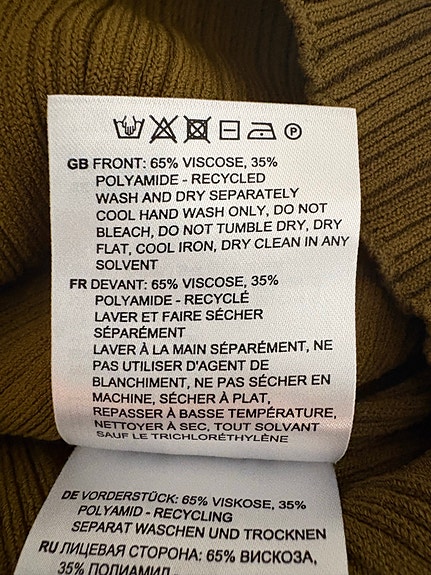 P
GB FRONT: 65% VISCOSE, 35%
POLYAMIDE - RECYCLED
WASH AND DRY SEPARATELY
COOL HAND WASH ONLY, DO NOT
BLEACH, DO NOT TUMBLE DRY, DRY
FLAT, COOL IRON, DRY CLEAN IN ANY
SOLVENT
FR DEVANT: 65% VISCOSE, 35%
POLYAMIDE - RECYCLÉ
LAVER ET FAIRE SÉCHER
SÉPARÉMENT
LAVER À LA MAIN SÉPARÉMENT, NE
PAS UTILISER D'AGENT DE
BLANCHIMENT, NE PAS SÉCHER EN
MACHINE, SÉCHER À PLAT,
REPASSER À BASSE TEMPÉRATURE,
NETTOYER À SEC, TOUT SOLVANT
SAUF LE TRICHLORÉTHYLÈNE
DE VORDERSTÜCK: 65% VISKOSE, 35%
POLYAMID - RECYCLING
SEPARAT WASCHEN UND TROCKNEN
RU ЛИЦЕВАЯ СТОРОНА: 65% ВИСКОЗА,
35% ПОЛИАМИД -